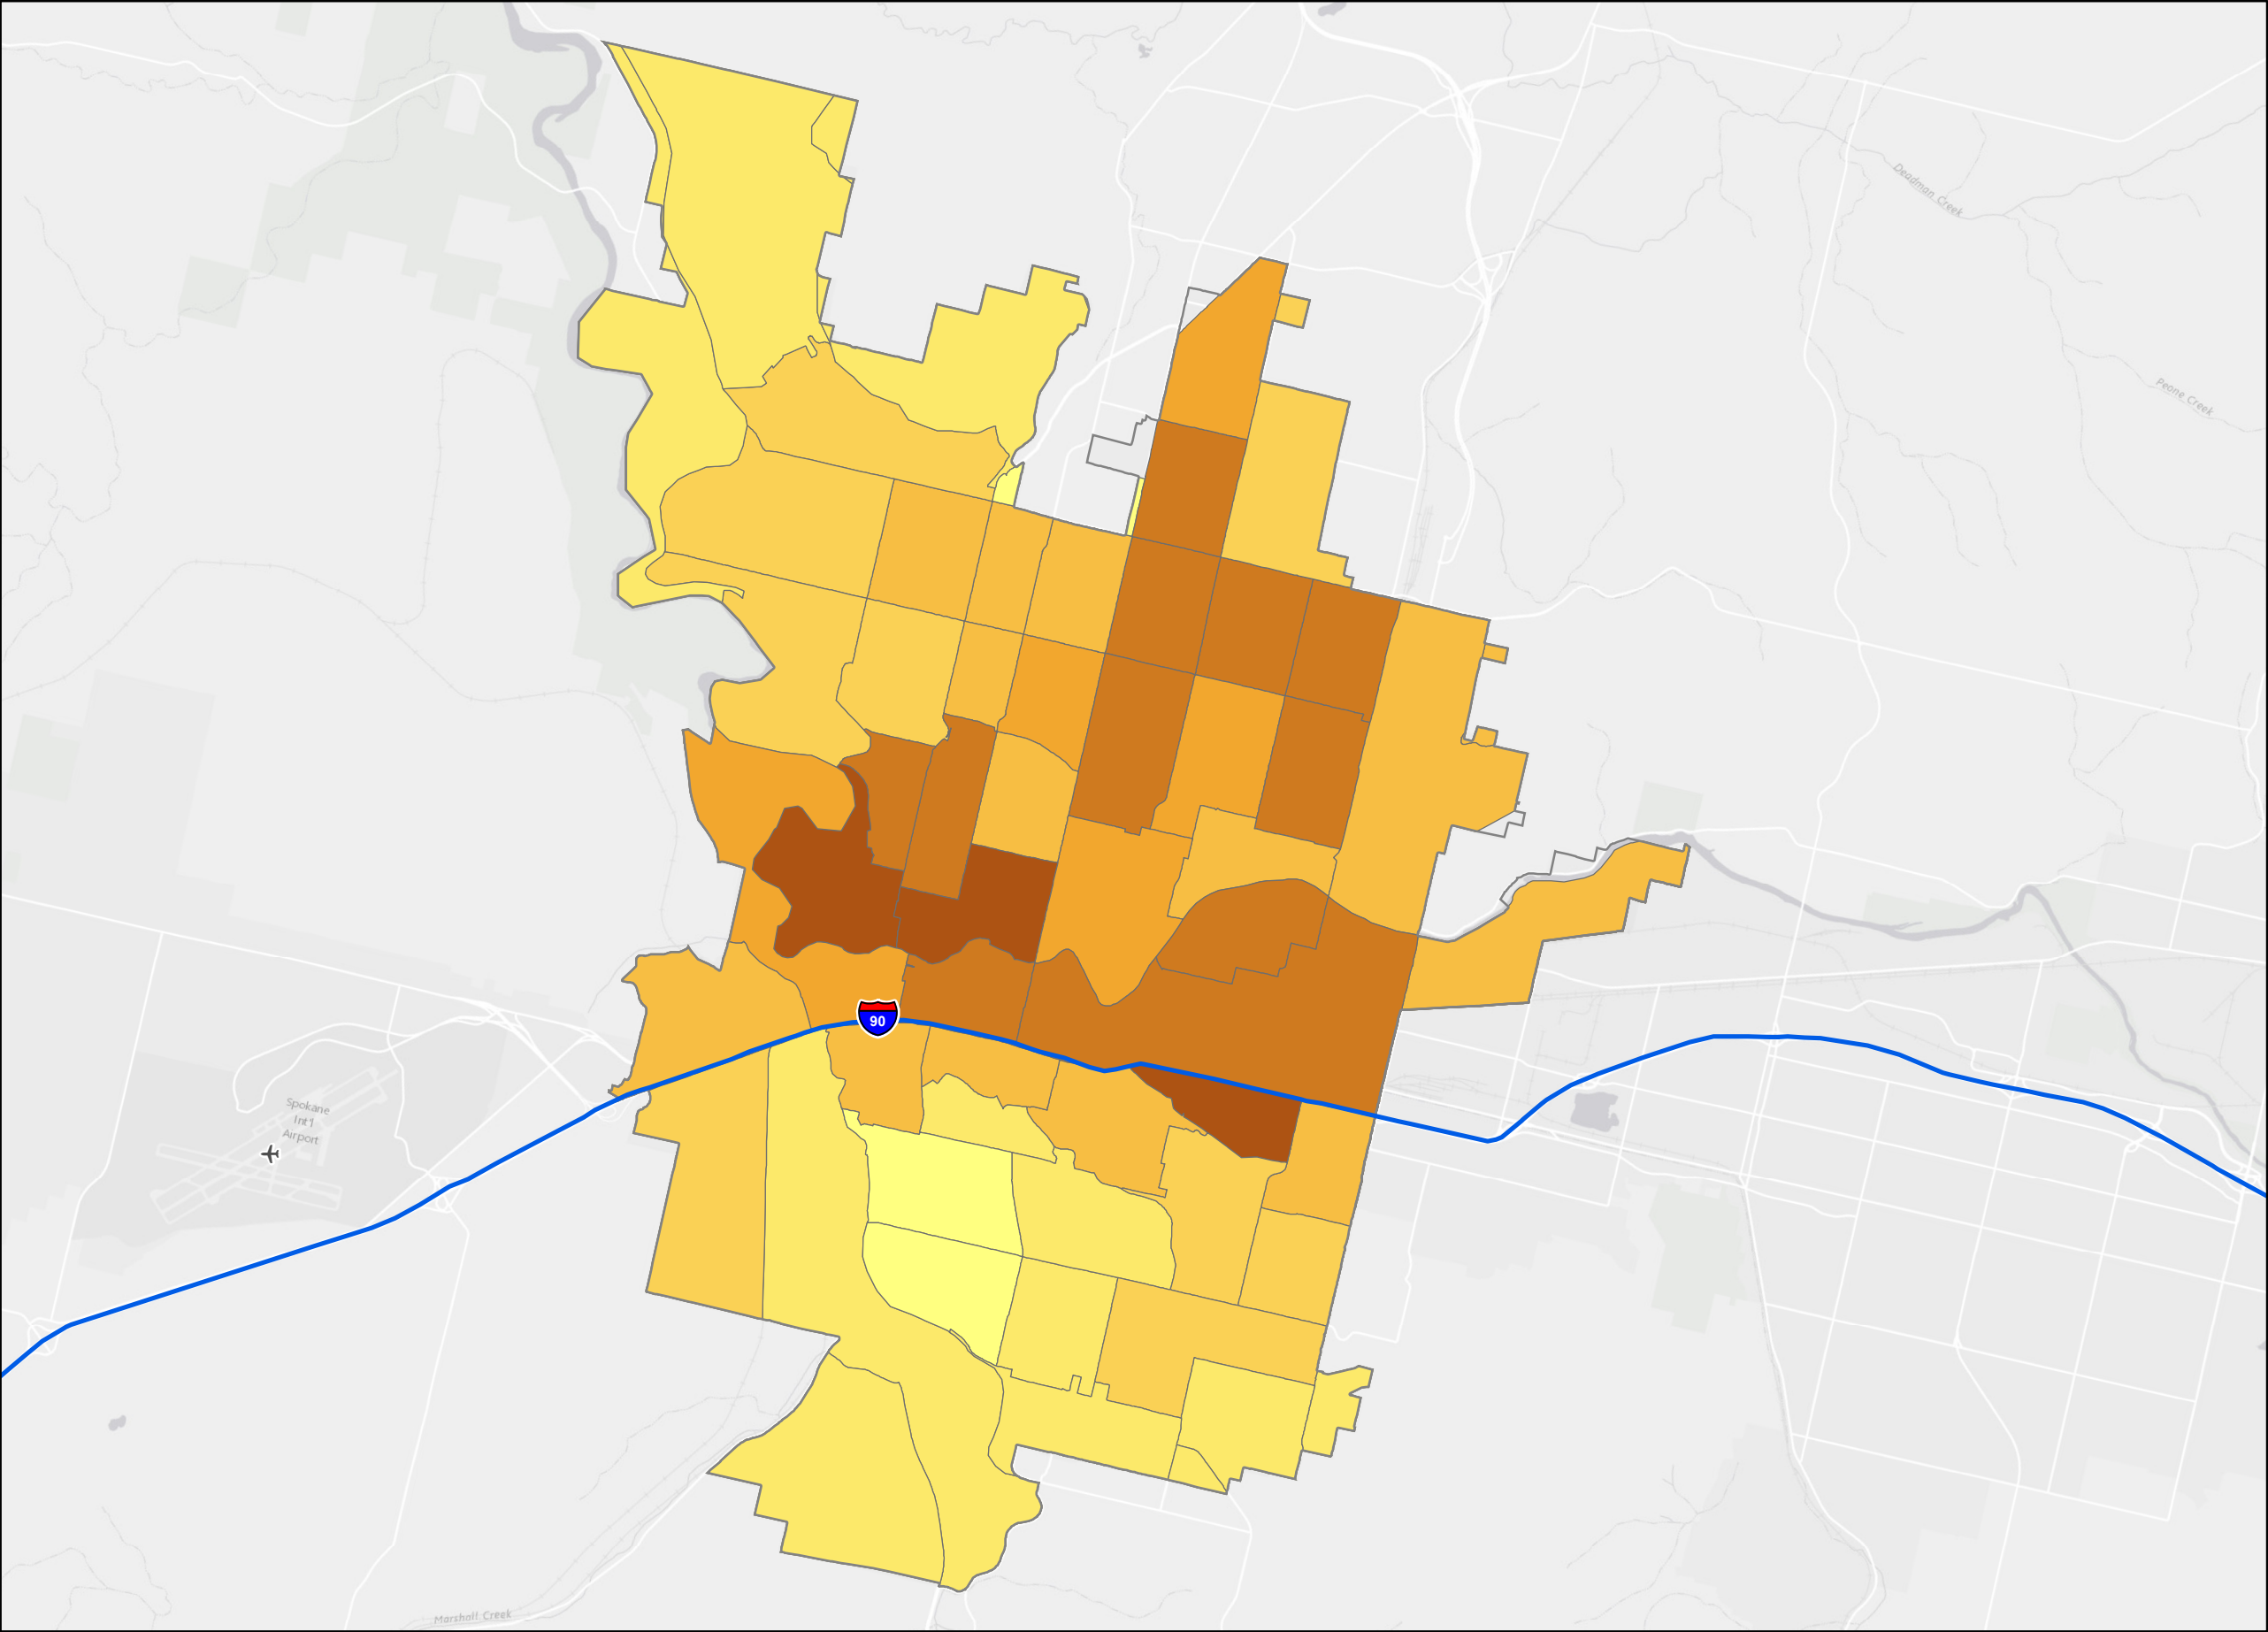 Deadman Creek
Peone Creek
90
Spokane
Int'l
Airport
Marshall Creek